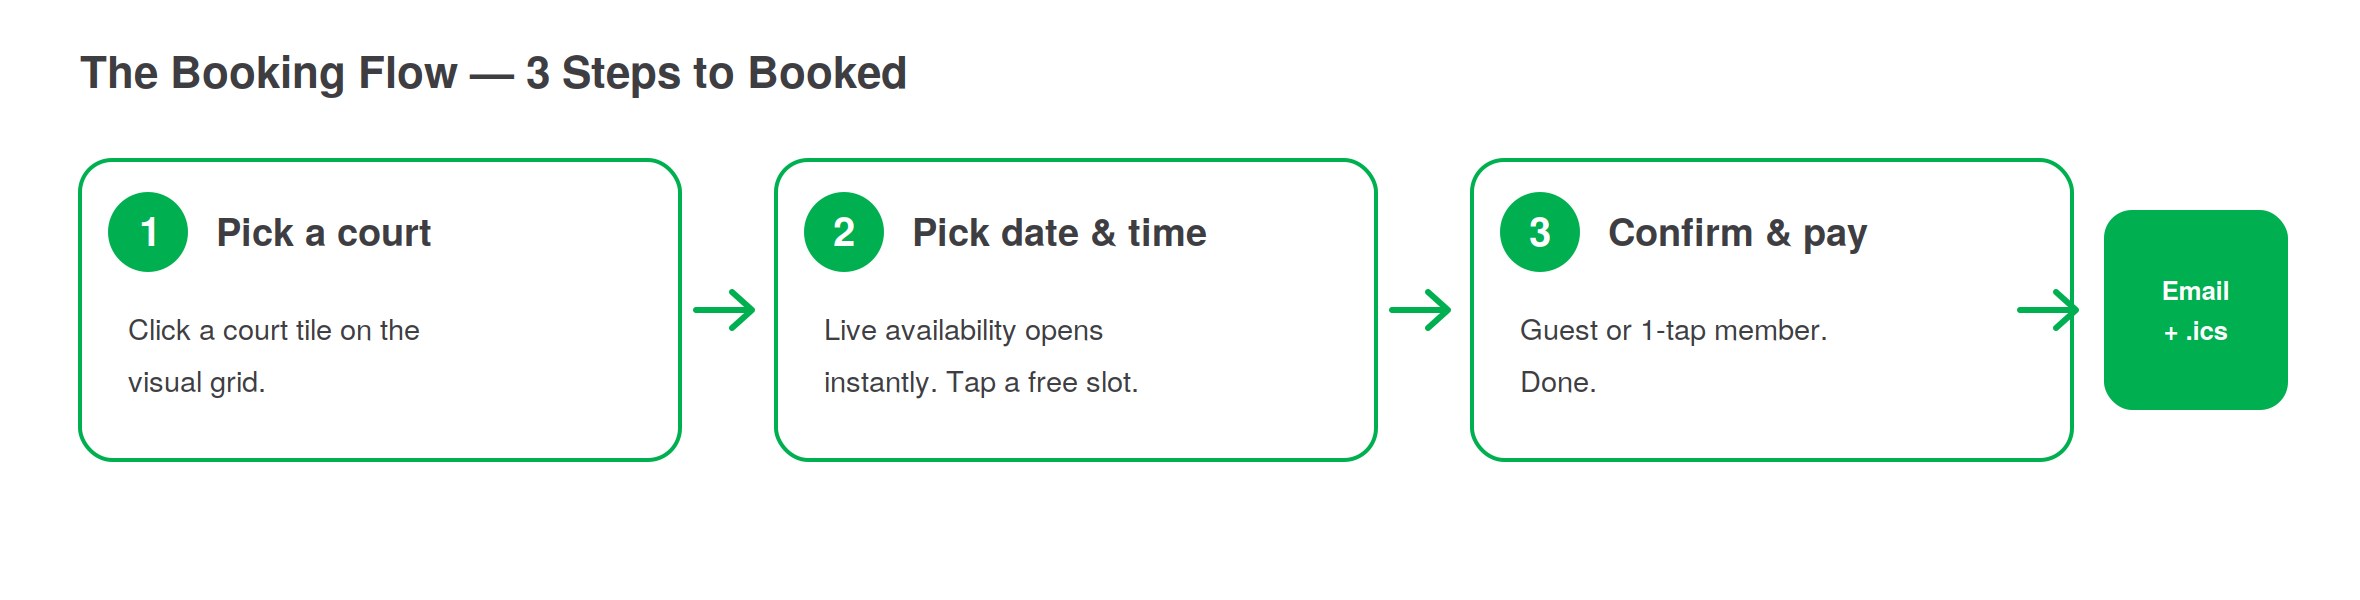 The Booking Flow — 3 Steps to Booked
1 Pick a court
Click a court tile on the
visual grid.
2 Pick date & time
Live availability opens
instantly. Tap a free slot.
3 Confirm & pay
Guest or 1-tap member.
Done.
Email
+ .ics